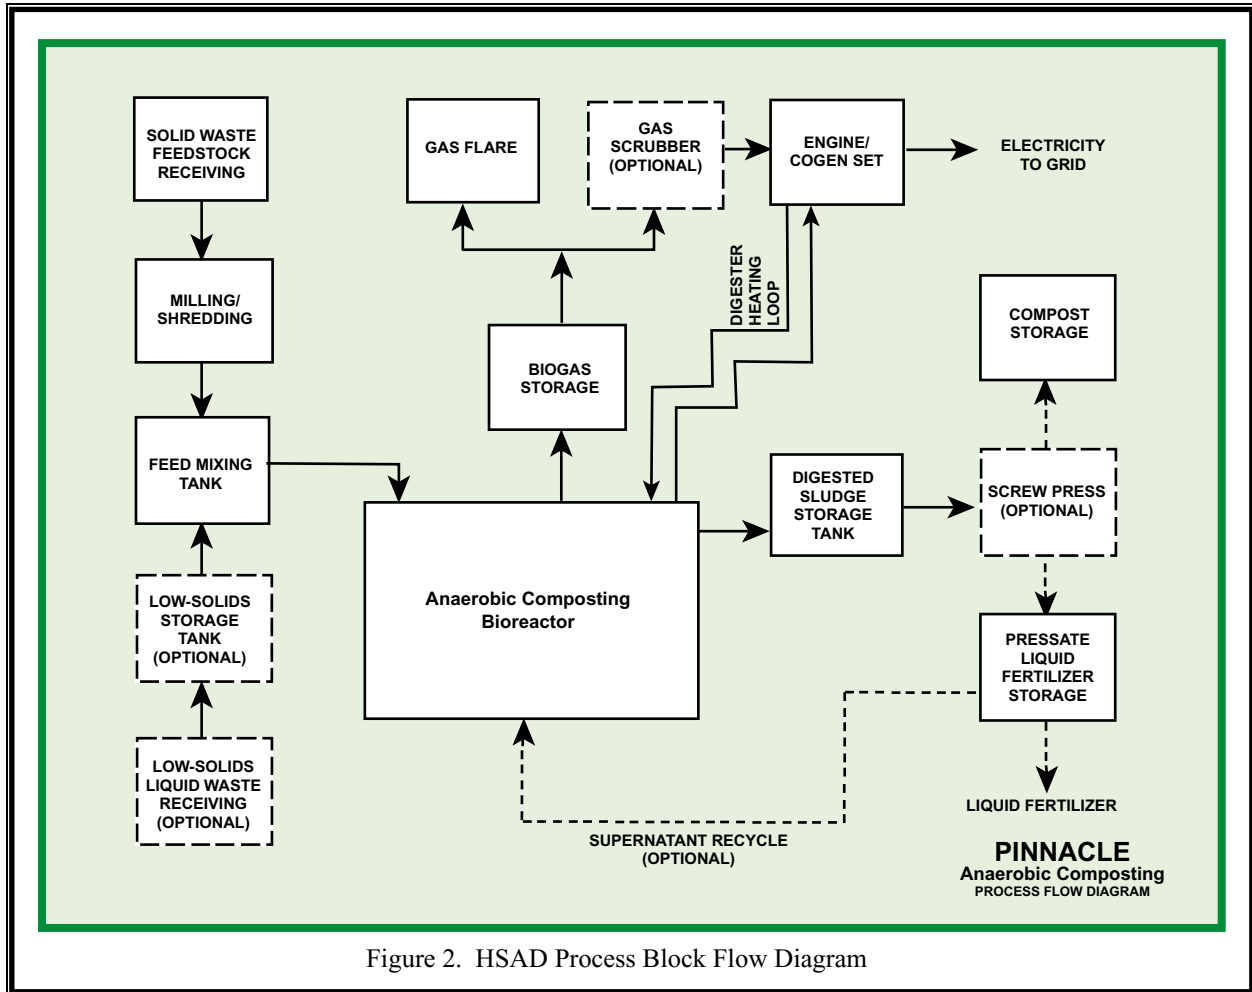 SOLID WASTE
FEEDSTOCK
RECEIVING
MILLING/
SHREDDING
FEED MIXING
TANK
LOW-SOLIDS
STORAGE
TANK
(OPTIONAL)
LOW-SOLIDS
LIQUID WASTE
RECEIVING
(OPTIONAL)
GAS FLARE
GAS
SCRUBBER
(OPTIONAL)
ENGINE/
COGEN SET
ELECTRICITY
TO GRID
DIGESTER
HEATING
LOOP
BIOGAS
STORAGE
Anaerobic Composting
Bioreactor
DIGESTED
SLUDGE
STORAGE
TANK
COMPOST
STORAGE
SCREW PRESS
(OPTIONAL)
PRESSATE
LIQUID
FERTILIZER
STORAGE
LIQUID FERTILIZER
SUPERNATANT RECYCLE
(OPTIONAL)
PINNACLE
Anaerobic Composting
PROCESS FLOW DIAGRAM
Figure 2. HSAD Process Block Flow Diagram